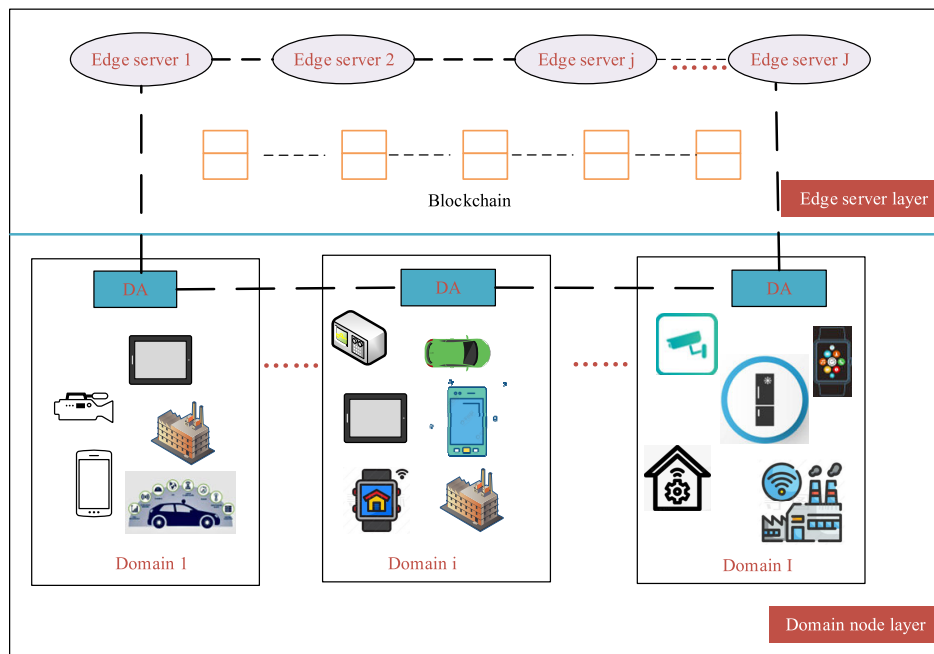 Edge server 1
Edge server 2
Edge server j
Edge server J
Blockchain
Edge server layer
DA
DA
DA
Domain 1
Domain i
Domain I
Domain node layer